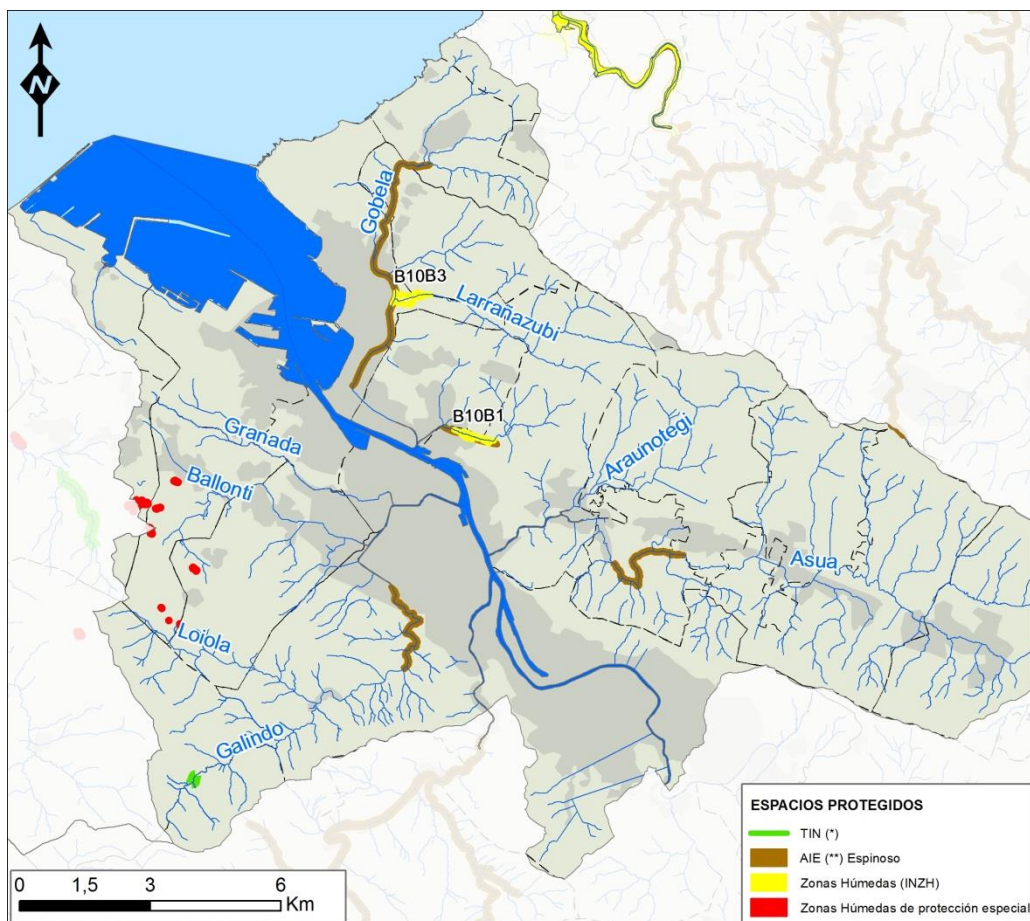 N
Gobela
B10B3
Larrañazubi
B10B1
Granada
Araunotegi
Ballonti
Asua
Loiola
Galindo
ESPACIOS PROTEGIDOS
TIN (*)
AIE (**) Espinoso
Zonas Húmedas (INZH)
Zonas Húmedas de protección especial
0 1,5 3 6
Km